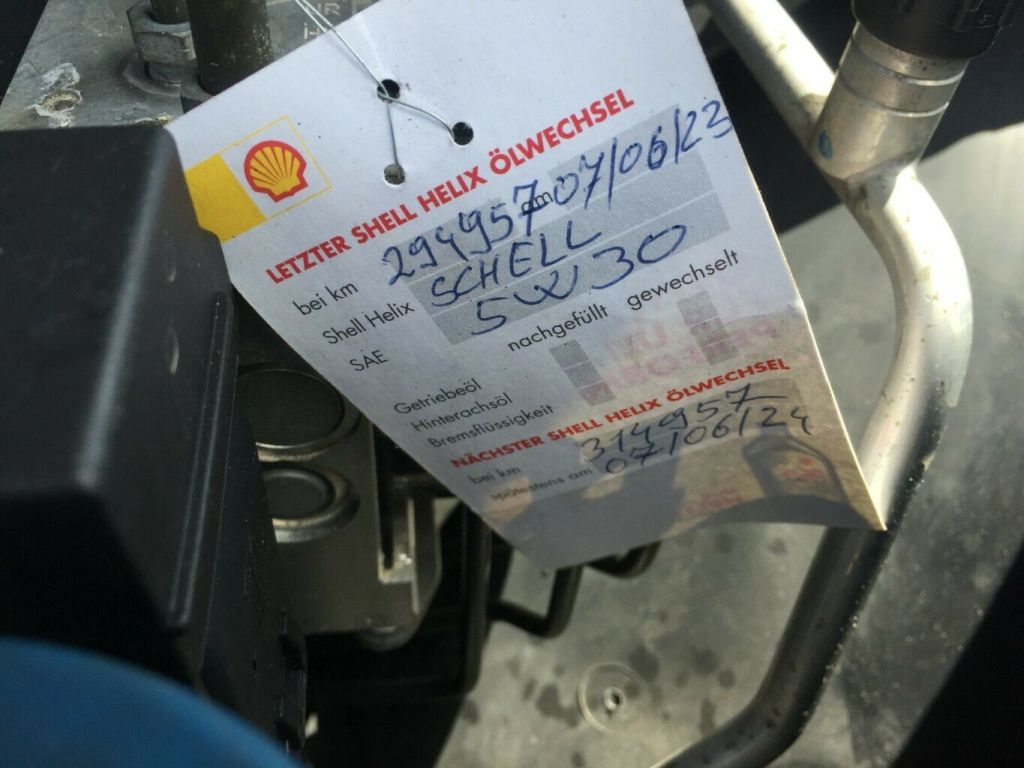 LETZTER SHELL HELIX ÖLWECHSEL
bei km 294957 am 07/06/23
Shell Helix SCHELL
SAE 5W30
nachgefüllt gewechselt
Getriebeöl
Hinterachsöl
Bremsflüssigkeit
NÄCHSTER SHELL HELIX ÖLWECHSEL
bei km 314957
spätestens am 07/06/24